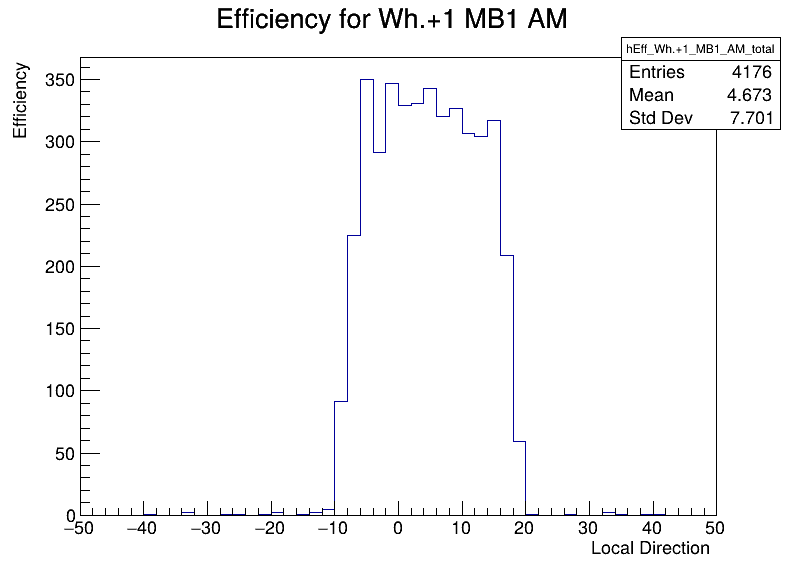 Efficiency for Wh.+1 MB1 AM
hEff_Wh.+1_MB1_AM_total
Entries 4176
Mean 4.673
Std Dev 7.701
Efficiency
350
300
250
200
150
100
50
0
−50 −40 −30 −20 −10 0 10 20 30 40 50
Local Direction